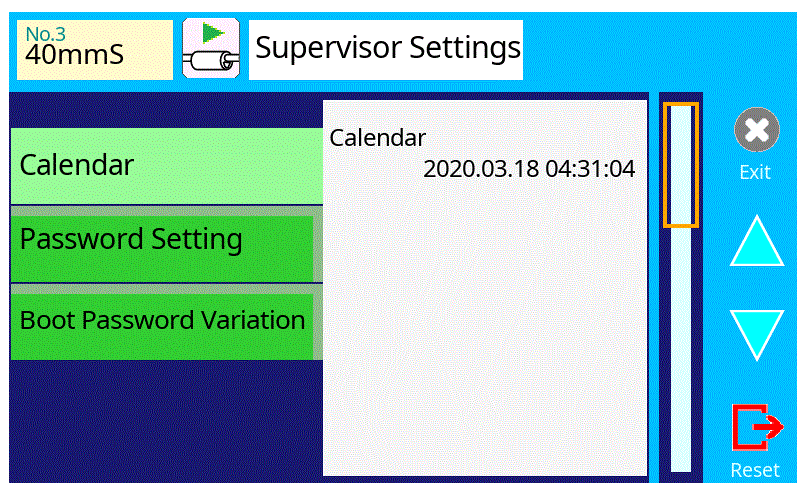 No.3
40mmS
Supervisor Settings
Calendar
Password Setting
Boot Password Variation
Calendar
2020.03.18 04:31:04
Exit
Reset